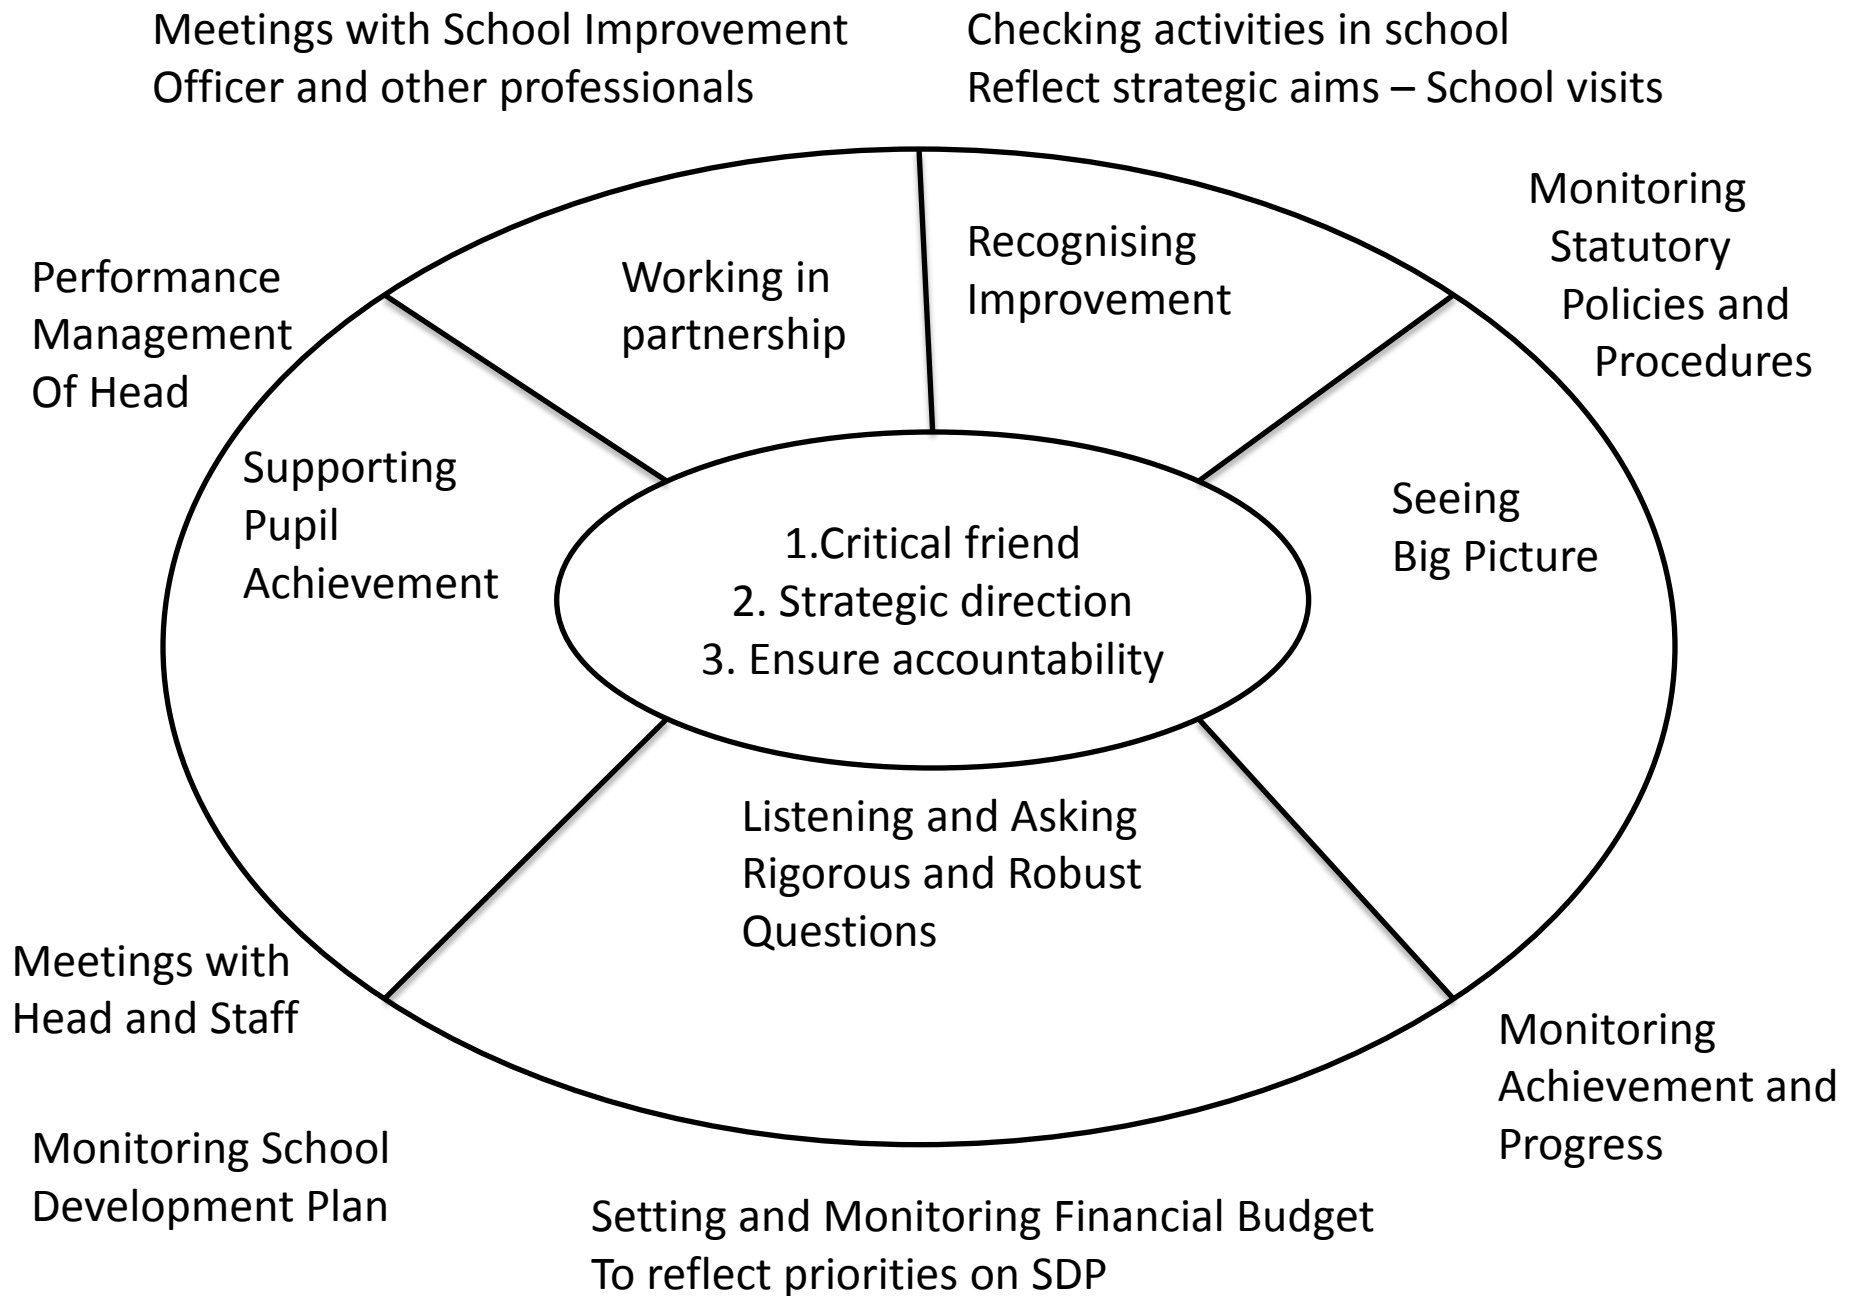 Meetings with School Improvement
Officer and other professionals
Checking activities in school
Reflect strategic aims – School visits
Monitoring
Statutory
Policies and
Procedures
Performance
Management
Of Head
Working in
partnership
Recognising
Improvement
Supporting
Pupil
Achievement
Seeing
Big Picture
1.Critical friend
2. Strategic direction
3. Ensure accountability
Listening and Asking
Rigorous and Robust
Questions
Meetings with
Head and Staff
Monitoring
Achievement and
Progress
Monitoring School
Development Plan
Setting and Monitoring Financial Budget
To reflect priorities on SDP